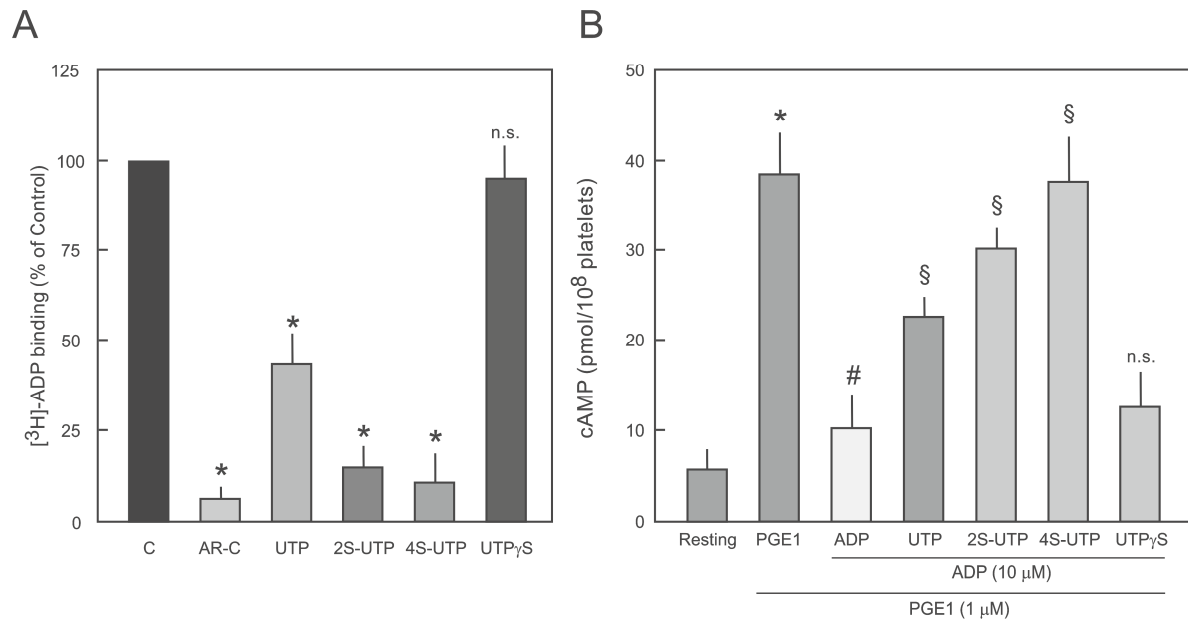 A
[³H]-ADP binding (% of Control)
125
100
75
50
25
0
*
*
*
*
n.s.
C AR-C UTP 2S-UTP 4S-UTP UTPγS
B
cAMP (pmol/10⁸ platelets)
50
40
30
20
10
0
*
#
§
§
§
n.s.
Resting PGE1 ADP UTP 2S-UTP 4S-UTP UTPγS
ADP (10 μM)
PGE1 (1 μM)